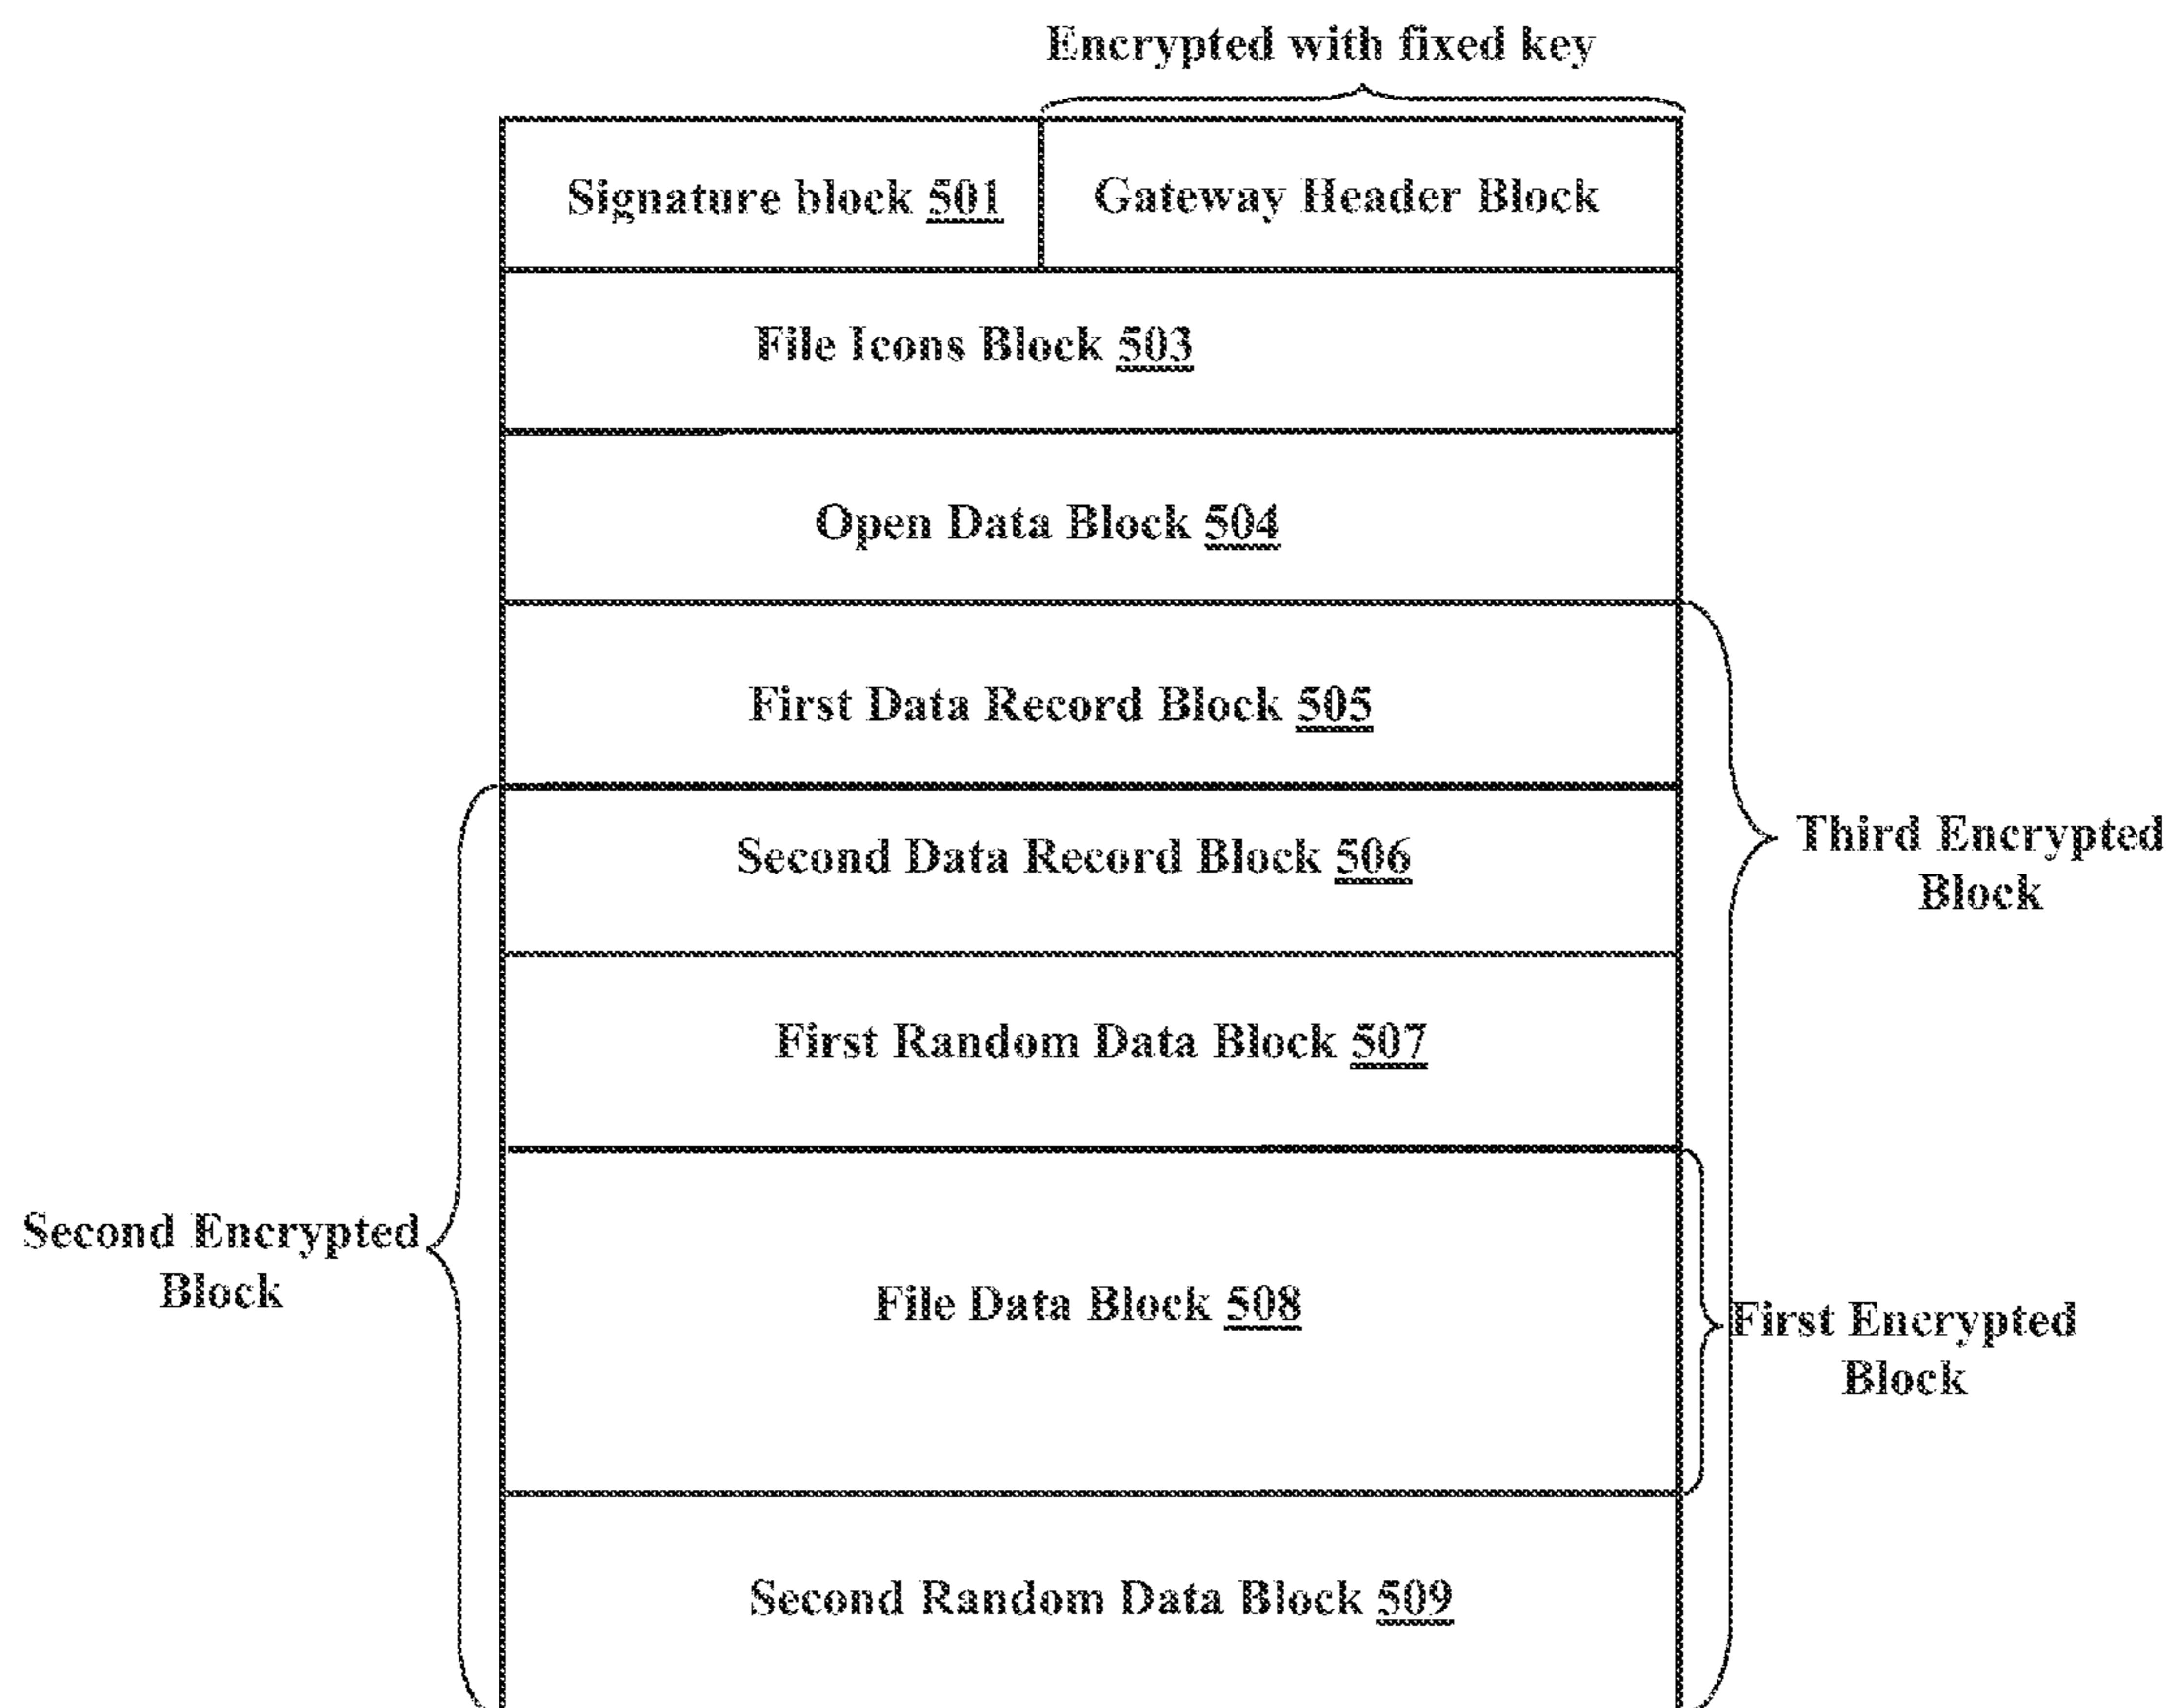 Encrypted with fixed key
Signature block 501
Gateway Header Block
File Icons Block 503
Open Data Block 504
First Data Record Block 505
Second Data Record Block 506
Third Encrypted
Block
First Random Data Block 507
Second Encrypted
Block
File Data Block 508
First Encrypted
Block
Second Random Data Block 509